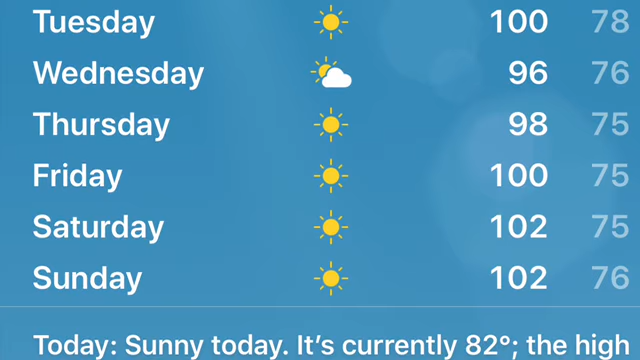 Tuesday 100 78
Wednesday 96 76
Thursday 98 75
Friday 100 75
Saturday 102 75
Sunday 102 76
Today: Sunny today. It’s currently 82°; the high